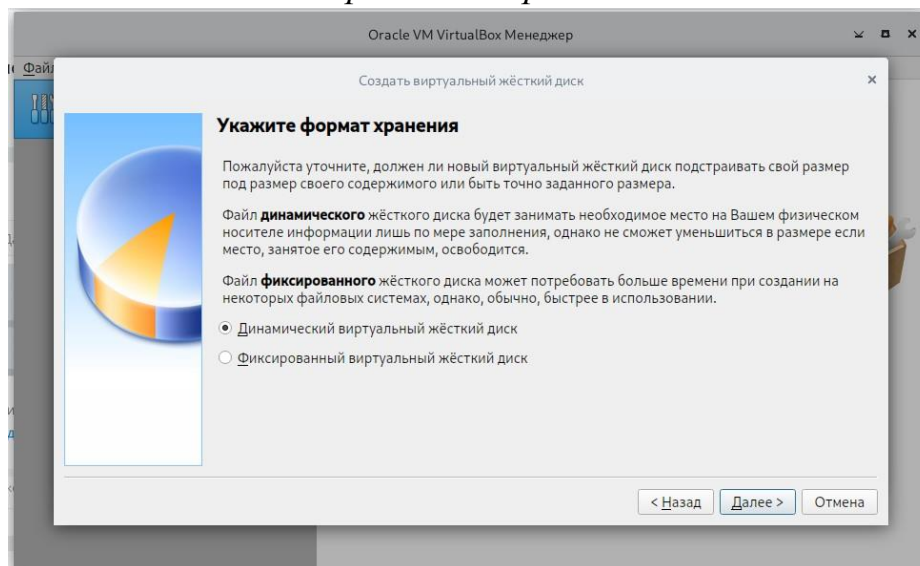 Oracle VM VirtualBox Менеджер
Файл
Создать виртуальный жёсткий диск
Укажите формат хранения
Пожалуйста уточните, должен ли новый виртуальный жёсткий диск подстраивать свой размер
под размер своего содержимого или быть точно заданного размера.
Файл динамического жёсткого диска будет занимать необходимое место на Вашем физическом
носителе информации лишь по мере заполнения, однако не сможет уменьшиться в размере если
место, занятое его содержимым, освободится.
Файл фиксированного жёсткого диска может потребовать больше времени при создании на
некоторых файловых системах, однако, обычно, быстрее в использовании.
Динамический виртуальный жёсткий диск
Фиксированный виртуальный жёсткий диск
< Назад
Далее >
Отмена